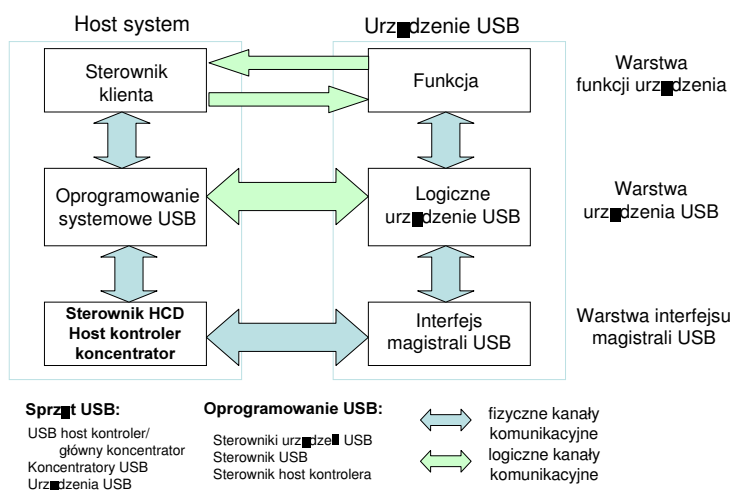 Host system
Urz■dzenie USB
Sterownik
klienta
Funkcja
Warstwa
funkcji urz■dzenia
Oprogramowanie
systemowe USB
Logiczne
urz■dzenie USB
Warstwa
urz■dzenia USB
Sterownik HCD
Host kontroler
koncentrator
Interfejs
magistrali USB
Warstwa interfejsu
magistrali USB
Sprz■t USB:
USB host kontroler/
główny koncentrator
Koncentratory USB
Urz■dzenia USB
Oprogramowanie USB:
Sterowniki urz■dze■ USB
Sterownik USB
Sterownik host kontrolera
fizyczne kanały
komunikacyjne
logiczne kanały
komunikacyjne